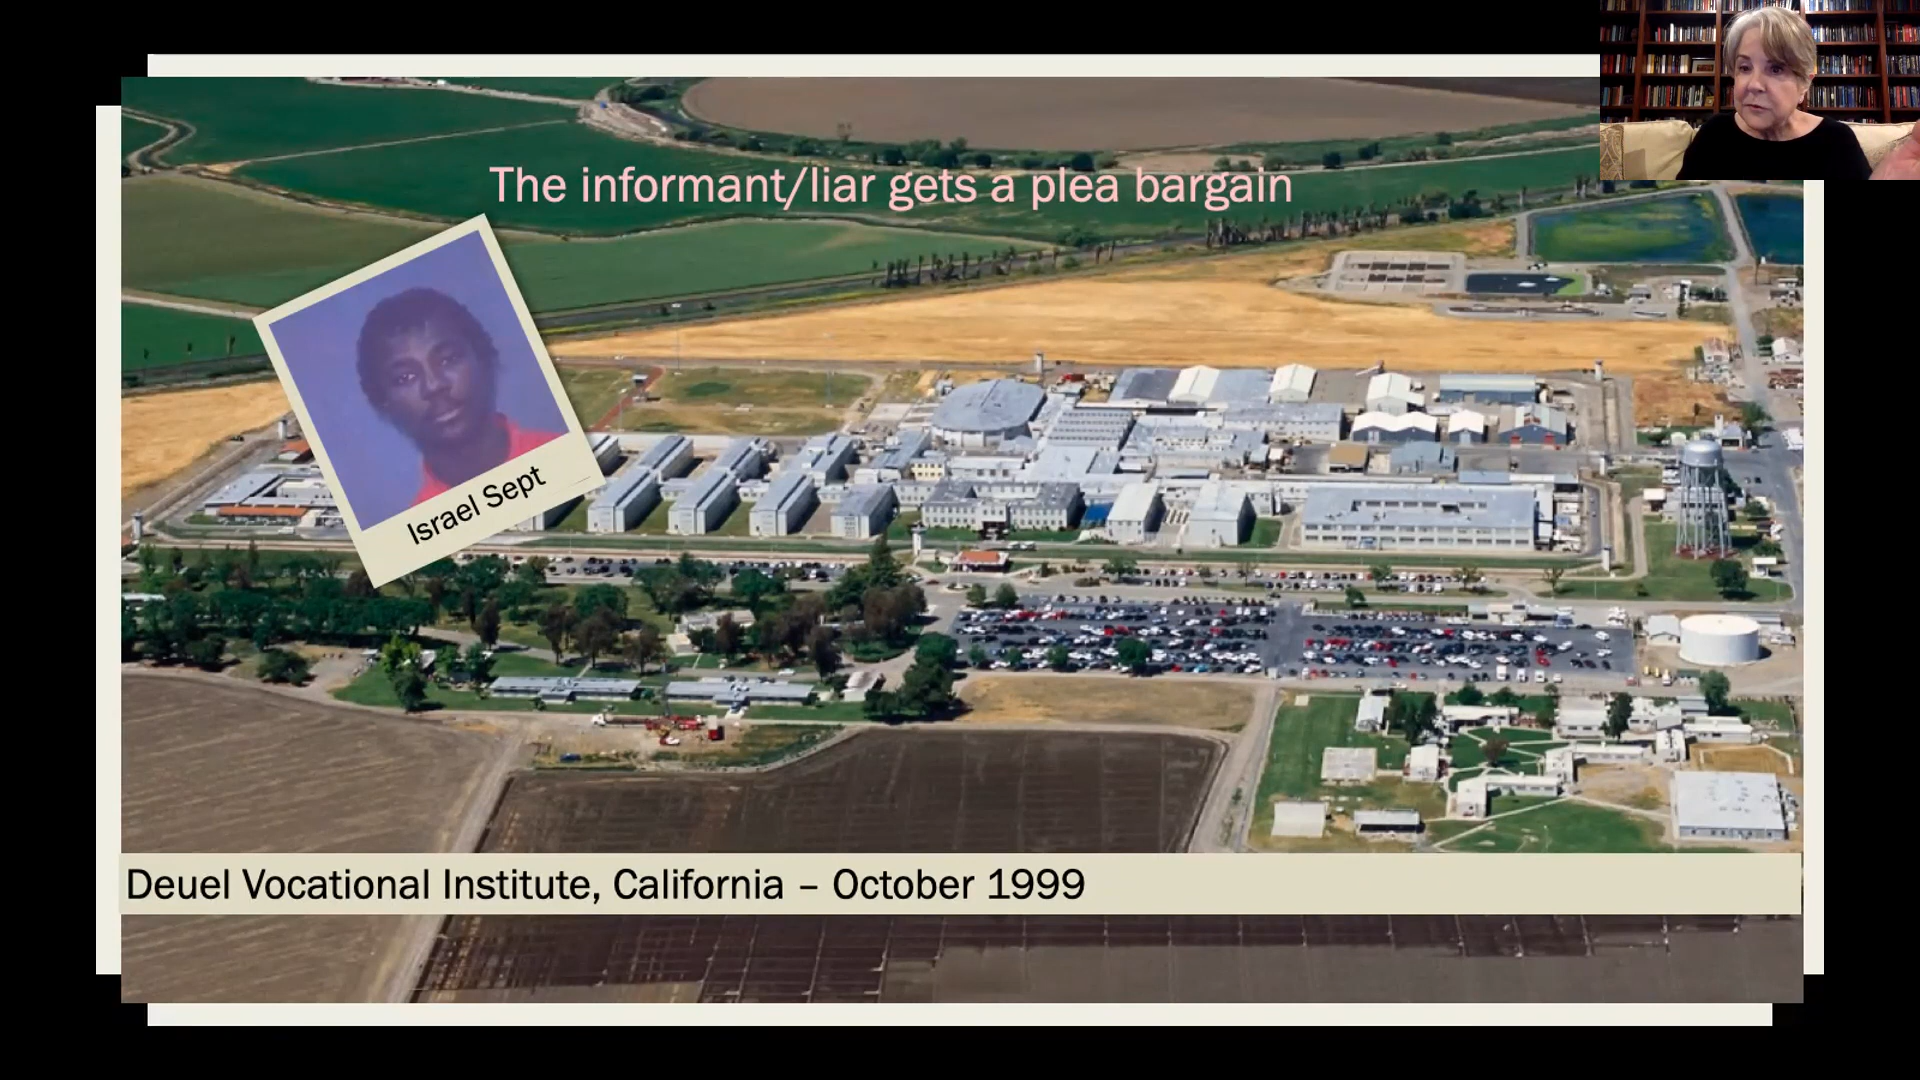 The informant/liar gets a plea bargain
Israel Sept
Deuel Vocational Institute, California – October 1999